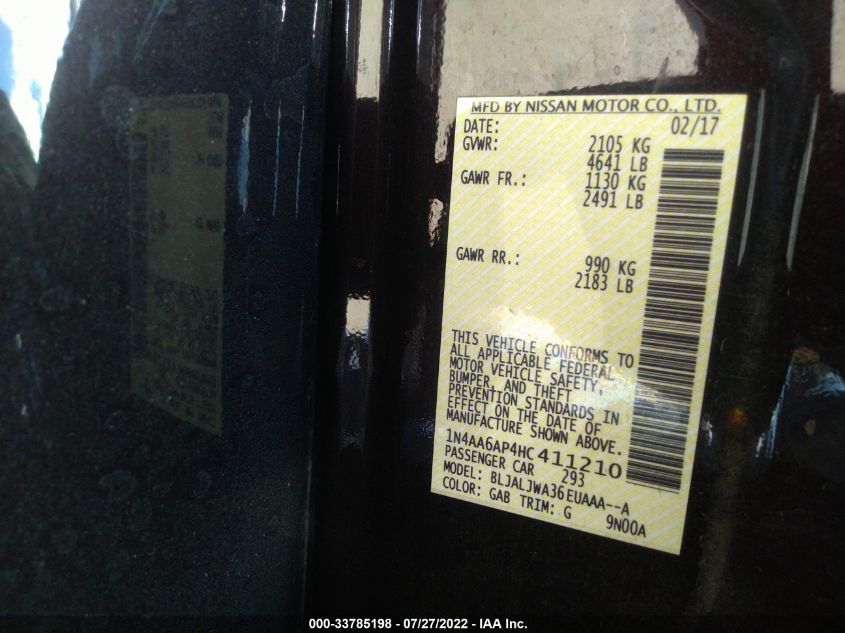 MFD BY NISSAN MOTOR CO., LTD.
DATE: 02/17
GVWR: 2105 KG
4641 LB
GAWR FR.: 1130 KG
2491 LB
GAWR RR.: 990 KG
2183 LB
THIS VEHICLE CONFORMS TO
ALL APPLICABLE FEDERAL
MOTOR VEHICLE SAFETY,
BUMPER, AND THEFT
PREVENTION STANDARDS IN
EFFECT ON THE DATE OF
MANUFACTURE SHOWN ABOVE.
1N4AA6AP4HC411210
PASSENGER CAR 293
MODEL: BLJALJWA36EUAAA--A
COLOR: GAB TRIM: G 9N00A
000-33785198 - 07/27/2022 - IAA Inc.